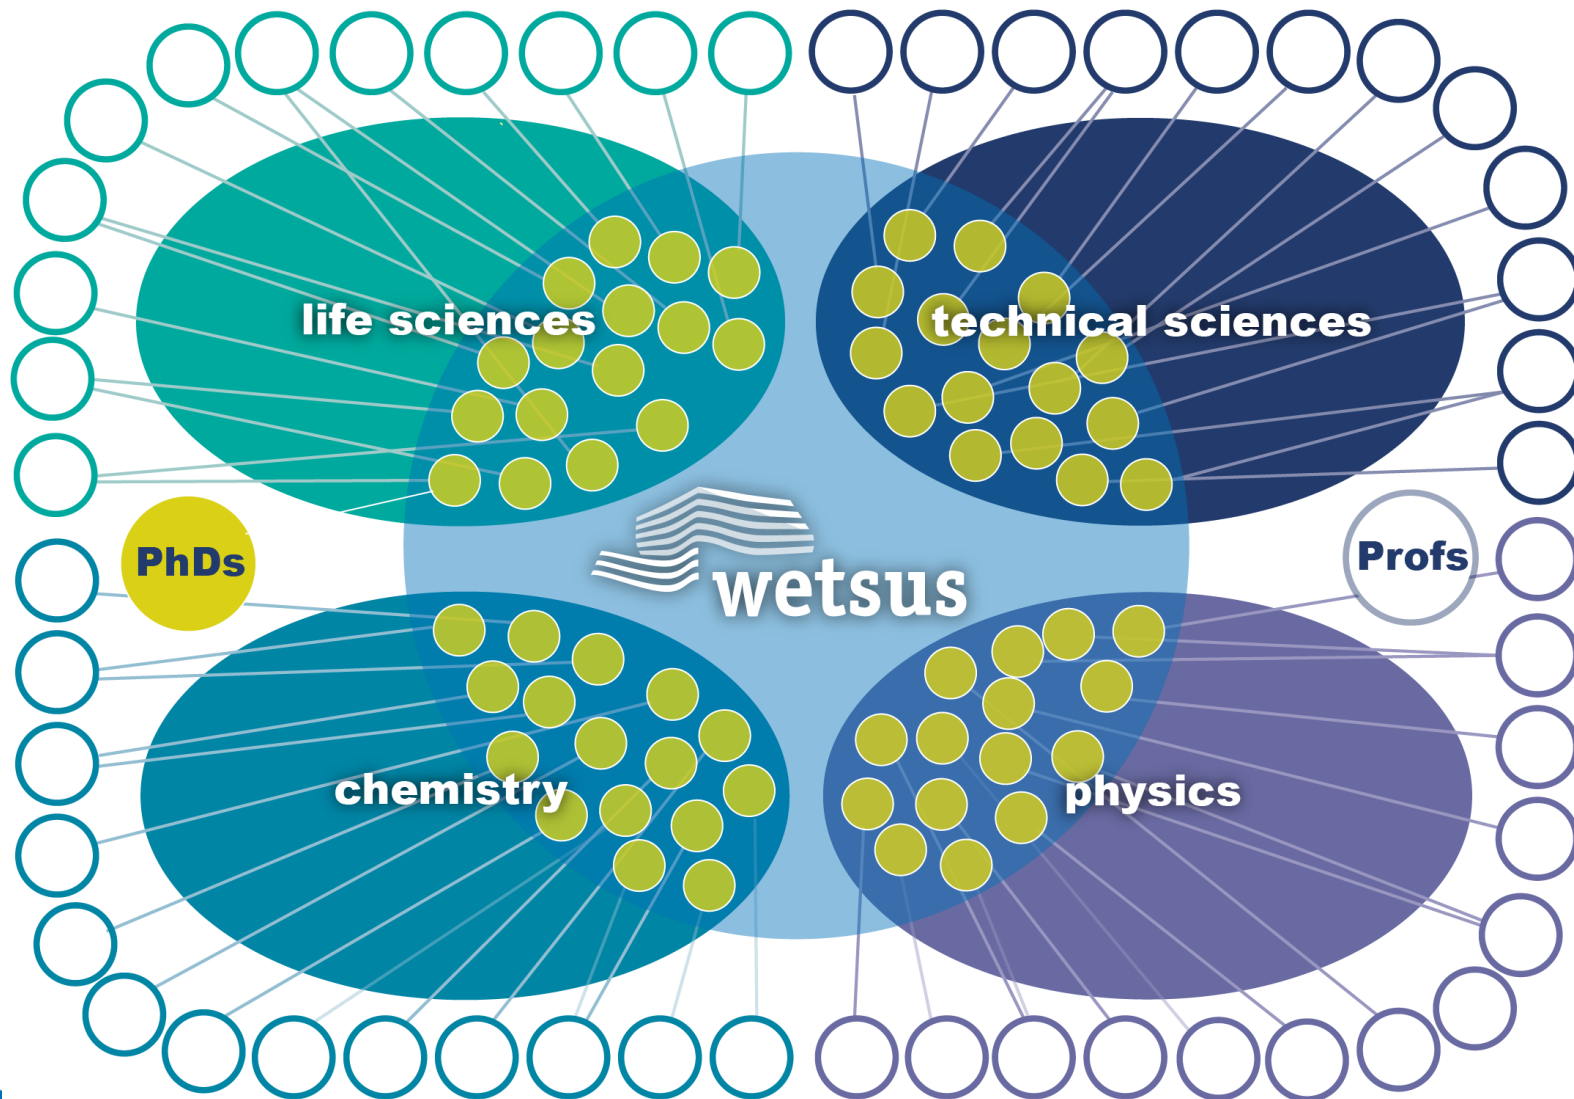 life sciences
technical sciences
PhDs
Profs
wetsus
chemistry
physics